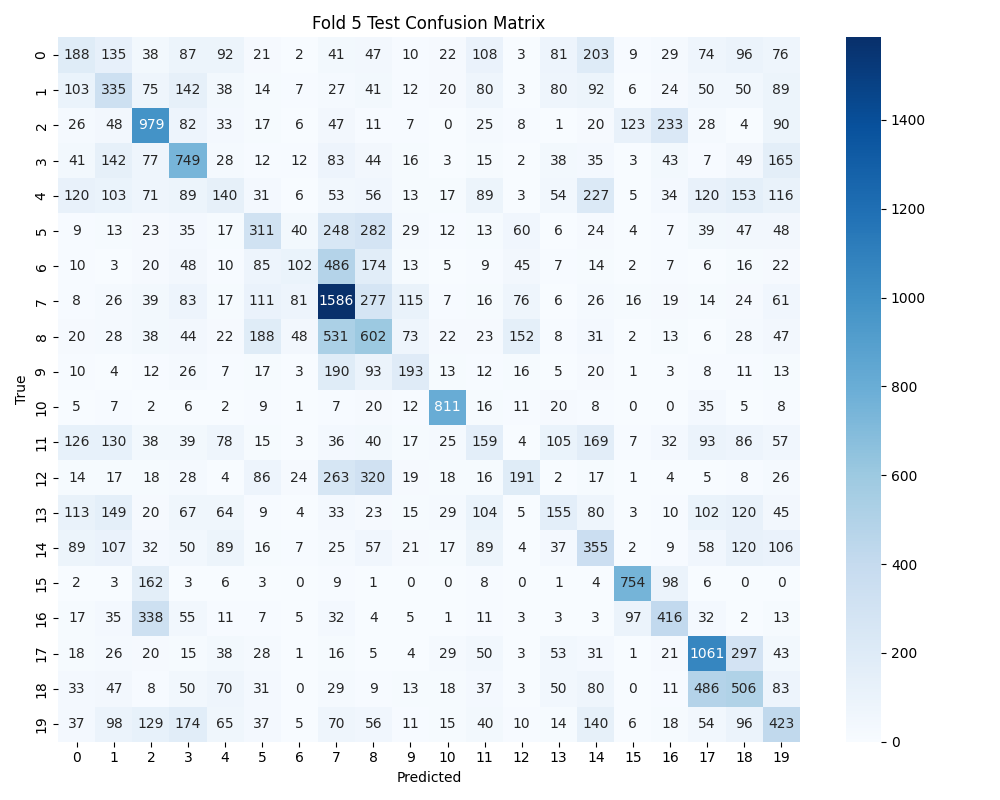 Fold 5 Test Confusion Matrix
0 188 135 38 87 92 21 2 41 47 10 22 108 3 81 203 9 29 74 96 76
1 103 335 75 142 38 14 7 27 41 12 20 80 3 80 92 6 24 50 50 89
2 26 48 979 82 33 17 6 47 11 7 0 25 8 1 20 123 233 28 4 90
3 41 142 77 749 28 12 12 83 44 16 3 15 2 38 35 3 43 7 49 165
4 120 103 71 89 140 31 6 53 56 13 17 89 3 54 227 5 34 120 153 116
5 9 13 23 35 17 311 40 248 282 29 12 13 60 6 24 4 7 39 47 48
6 10 3 20 48 10 85 102 486 174 13 5 9 45 7 14 2 7 6 16 22
7 8 26 39 83 17 111 81 1586 277 115 7 16 76 6 26 16 19 14 24 61
8 20 28 38 44 22 188 48 531 602 73 22 23 152 8 31 2 13 6 28 47
9 10 4 12 26 7 17 3 190 93 193 13 12 16 5 20 1 3 8 11 13
10 5 7 2 6 2 9 1 7 20 12 811 16 11 20 8 0 0 35 5 8
11 126 130 38 39 78 15 3 36 40 17 25 159 4 105 169 7 32 93 86 57
12 14 17 18 28 4 86 24 263 320 19 18 16 191 2 17 1 4 5 8 26
13 113 149 20 67 64 9 4 33 23 15 29 104 5 155 80 3 10 102 120 45
14 89 107 32 50 89 16 7 25 57 21 17 89 4 37 355 2 9 58 120 106
15 2 3 162 3 6 3 0 9 1 0 0 8 0 1 4 754 98 6 0 0
16 17 35 338 55 11 7 5 32 4 5 1 11 3 3 3 97 416 32 2 13
17 18 26 20 15 38 28 1 16 5 4 29 50 3 53 31 1 21 1061 297 43
18 33 47 8 50 70 31 0 29 9 13 18 37 3 50 80 0 11 486 506 83
19 37 98 129 174 65 37 5 70 56 11 15 40 10 14 140 6 18 54 96 423
0 1 2 3 4 5 6 7 8 9 10 11 12 13 14 15 16 17 18 19
Predicted
True
1400
1200
1000
800
600
400
200
0